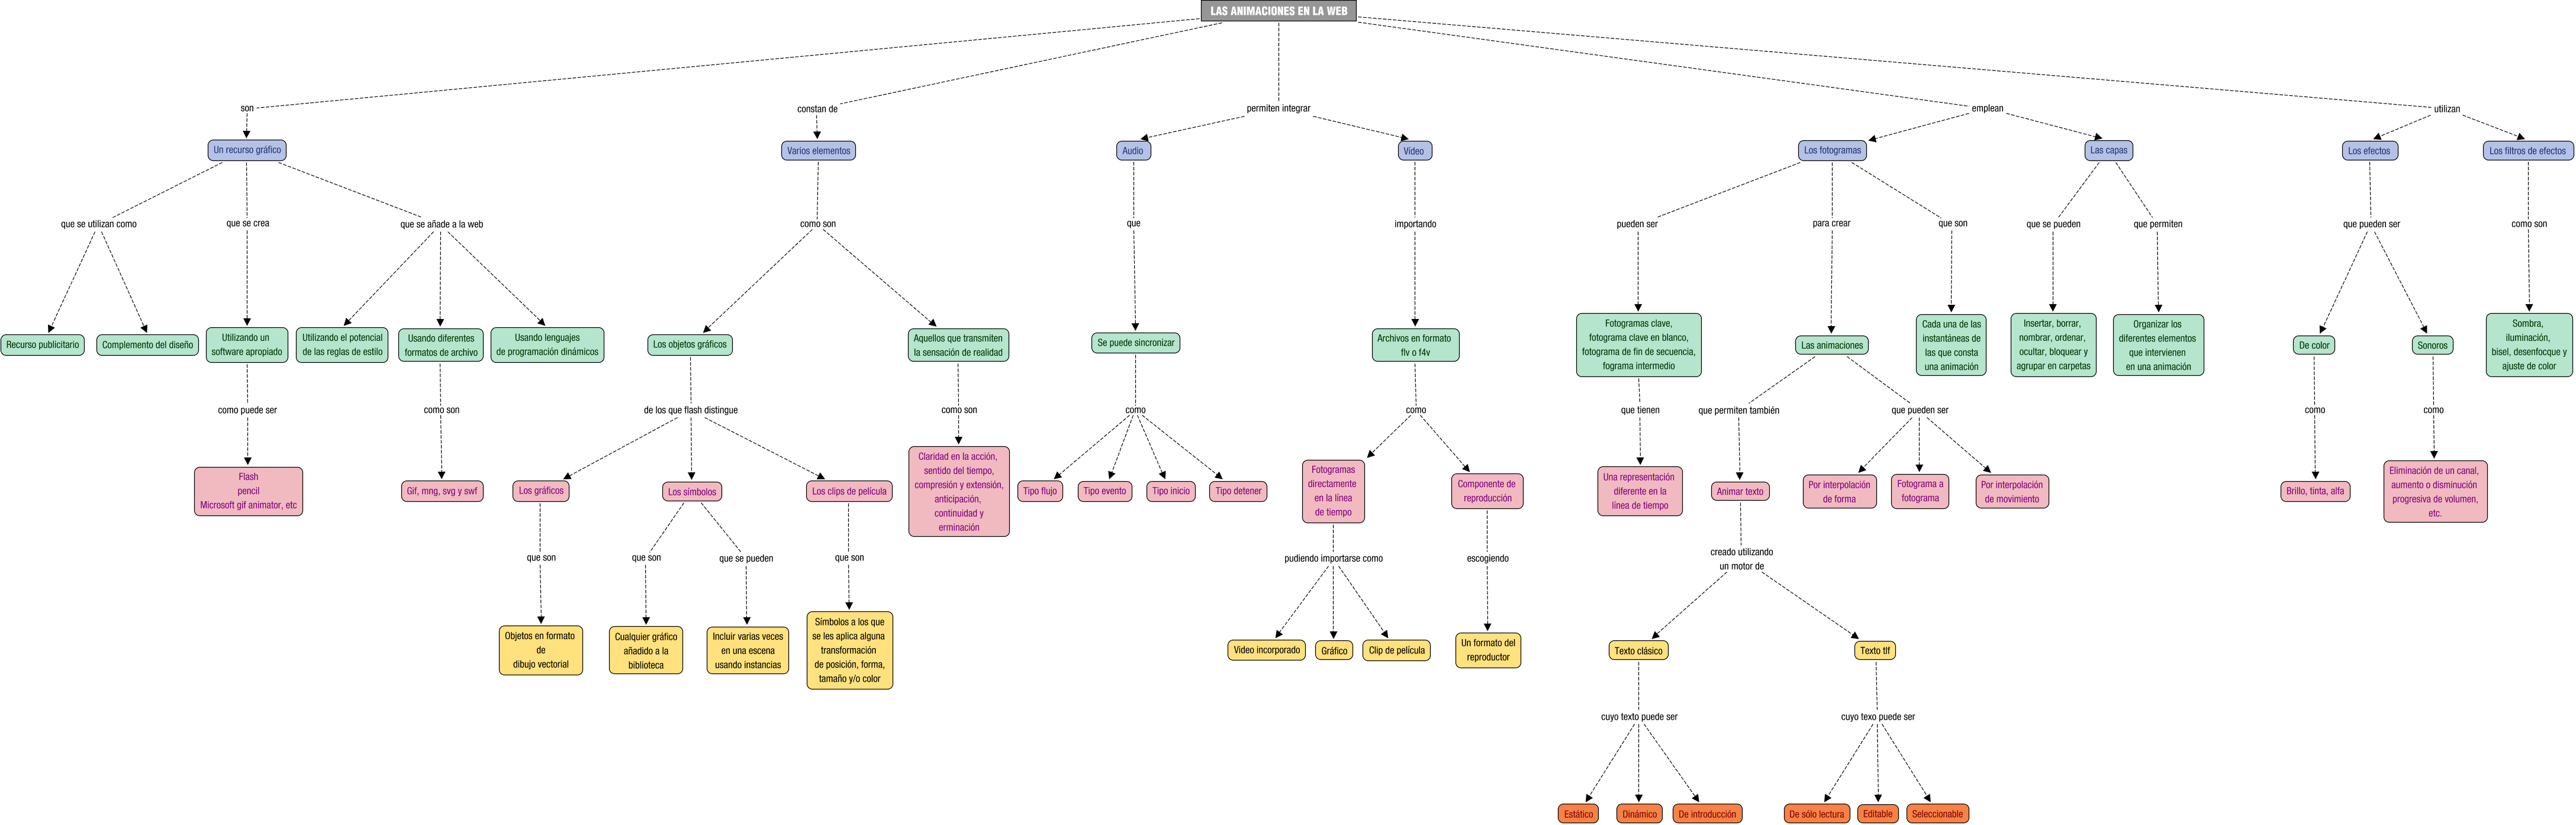 LAS ANIMACIONES EN LA WEB
son
constan de
permiten integrar
emplean
utilizan
Un recurso gráfico
Varios elementos
Audio
Vídeo
Los fotogramas
Las capas
Los efectos
Los filtros de efectos
que se utilizan como
que se crea
que se añade a la web
como son
que
importando
pueden ser
para crear
que son
que se pueden
que permiten
que pueden ser
como son
Recurso publicitario
Complemento del diseño
Utilizando un
software apropiado
Utilizando el potencial
de las reglas de estilo
Usando diferentes
formatos de archivo
Usando lenguajes
de programación dinámicos
Los objetos gráficos
Aquellos que transmiten
la sensación de realidad
Se puede sincronizar
Archivos en formato
flv o f4v
Fotogramas clave,
fotograma clave en blanco,
fotograma de fin de secuencia,
fograma intermedio
Las animaciones
Cada una de las
instantáneas de
las que consta
una animación
Insertar, borrar,
nombrar, ordenar,
ocultar, bloquear y
agrupar en carpetas
Organizar los
diferentes elementos
que intervienen
en una animación
De color
Sonoros
Sombra,
iluminación,
bisel, desenfocque y
ajuste de color
como puede ser
como son
de los que flash distingue
como son
como
como
que tienen
que permiten también
que pueden ser
como
como
Flash
pencil
Microsoft gif animator, etc
Gif, mng, svg y swf
Los gráficos
Los símbolos
Los clips de película
Claridad en la acción,
sentido del tiempo,
compresión y extensión,
anticipación,
continuidad y
erminación
Tipo flujo
Tipo evento
Tipo inicio
Tipo detener
Fotogramas
directamente
en la línea
de tiempo
Componente de
reproducción
Una representación
diferente en la
línea de tiempo
Animar texto
Por interpolación
de forma
Fotograma a
fotograma
Por interpolación
de movimiento
Brillo, tinta, alfa
Eliminación de un canal,
aumento o disminución
progresiva de volumen,
etc.
que son
que son
que se pueden
que son
pudiendo importarse como
escogiendo
creado utilizando
un motor de
Objetos en formato
de
dibujo vectorial
Cualquier gráfico
añadido a la
biblioteca
Incluir varias veces
en una escena
usando instancias
Símbolos a los que
se les aplica alguna
transformación
de posición, forma,
tamaño y/o color
Video incorporado
Gráfico
Clip de película
Un formato del
reproductor
Texto clásico
Texto tlf
cuyo texto puede ser
cuyo texo puede ser
Estático
Dinámico
De introducción
De sólo lectura
Editable
Seleccionable